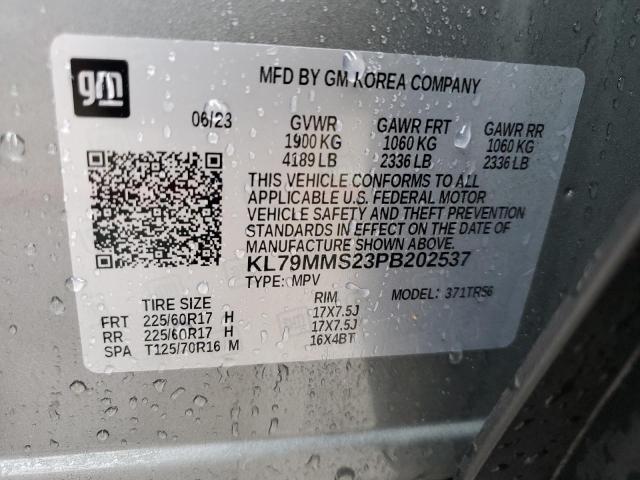 gm
MFD BY GM KOREA COMPANY
06/23 GVWR GAWR FRT GAWR RR
1900 KG 1060 KG 1060 KG
4189 LB 2336 LB 2336 LB
THIS VEHICLE CONFORMS TO ALL
APPLICABLE U.S. FEDERAL MOTOR
VEHICLE SAFETY AND THEFT PREVENTION
STANDARDS IN EFFECT ON THE DATE OF
MANUFACTURE SHOWN ABOVE.
KL79MMS23PB202537
TYPE: MPV MODEL: 371TR56
TIRE SIZE RIM
FRT 225/60R17 H 17X7.5J
RR 225/60R17 H 17X7.5J
SPA T125/70R16 M 16X4BT